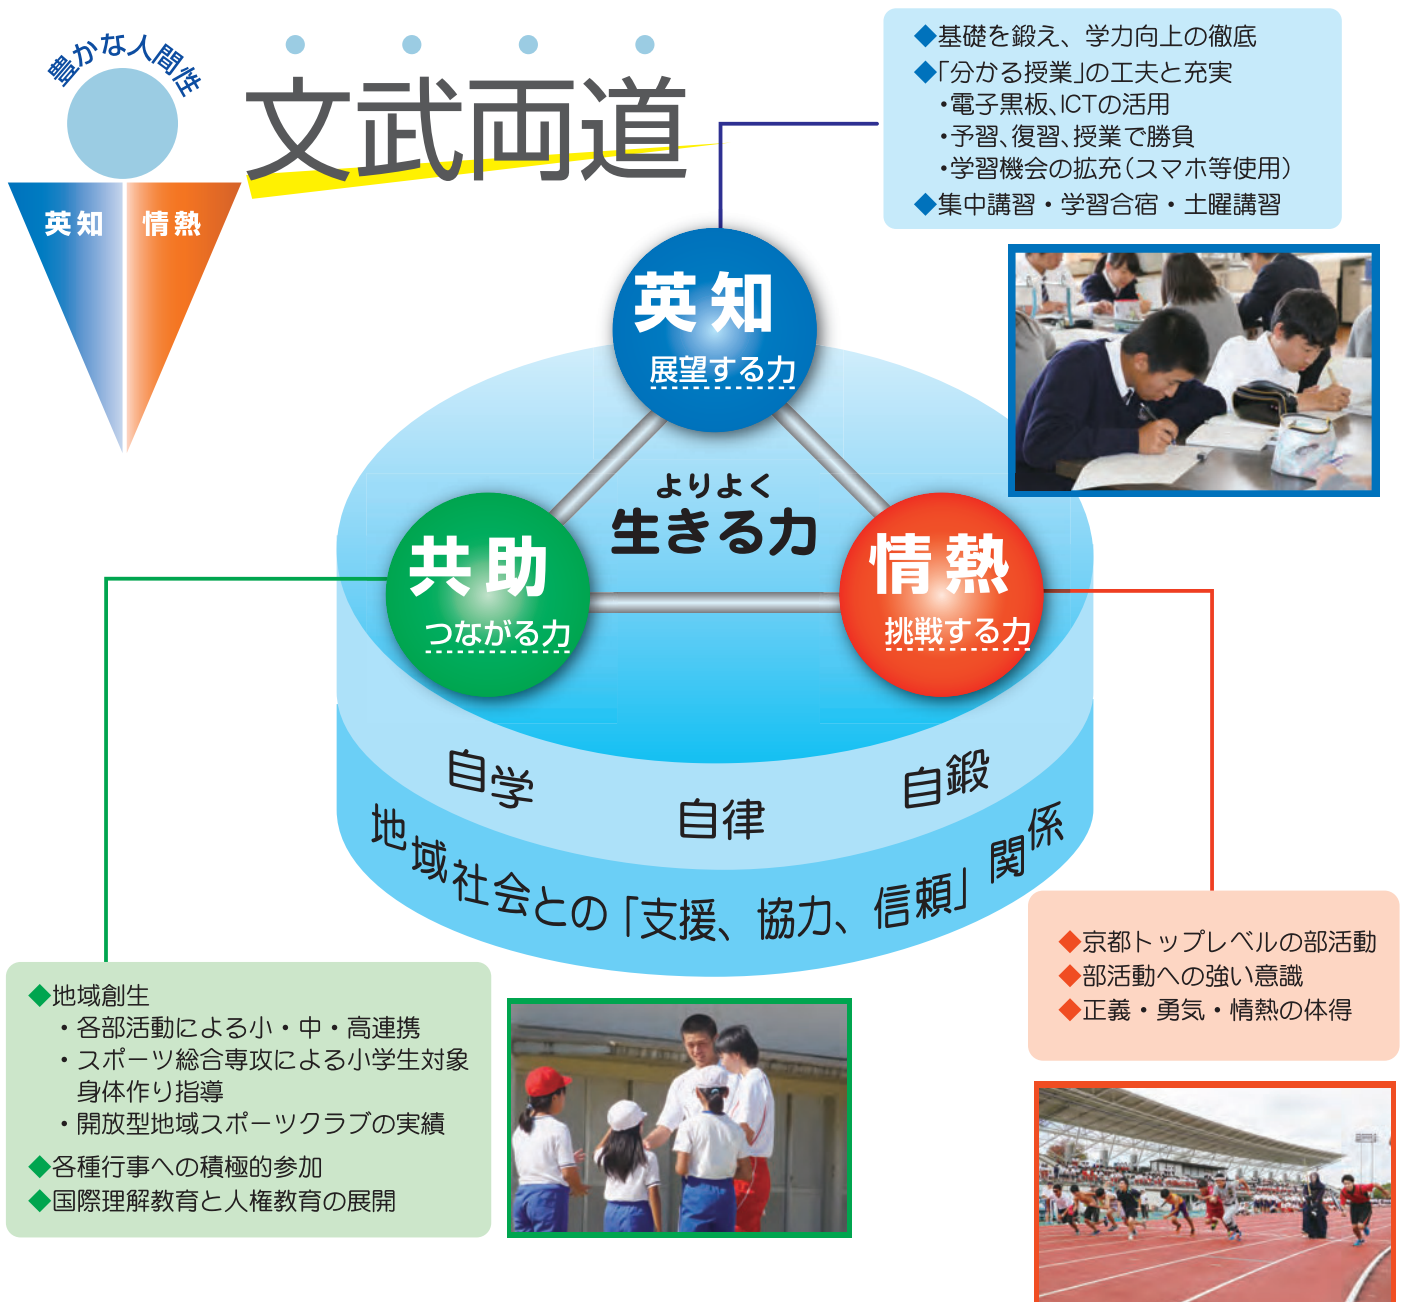 豊かな人間性
文武両道
英知
情熱
◆基礎を鍛え、学力向上の徹底
◆「分かる授業」の工夫と充実
・電子黒板、ICTの活用
・予習、復習、授業で勝負
・学習機会の拡充（スマホ等使用）
◆集中講習・学習合宿・土曜講習
英知
展望する力
よりよく
生きる力
共助
つながる力
情熱
挑戦する力
自学
自律
自鍛
地域社会との「支援、協力、信頼」関係
◆京都トップレベルの部活動
◆部活動への強い意識
◆正義・勇気・情熱の体得
◆地域創生
・各部活動による小・中・高連携
・スポーツ総合専攻による小学生対象
身体作り指導
・開放型地域スポーツクラブの実績
◆各種行事への積極的参加
◆国際理解教育と人権教育の展開